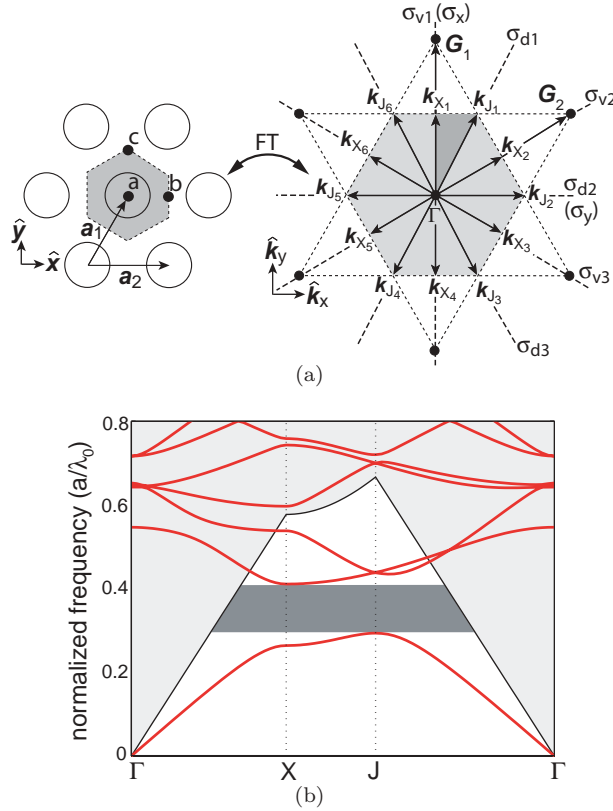 σv1(σx)
G1
σd1
kJ6
kX1
kJ1
G2
σv2
c
FT
kX6
kX2
a
b
kJ5
Γ
kJ2
σd2
(σy)
a1
ŷ
x̂
a2
k̂y
k̂x
kX5
kX3
kJ4
kX4
kJ3
σv3
σd3
(a)
normalized frequency (a/λ0)
0.8
0.6
0.4
0.2
0
Γ
X
J
Γ
(b)